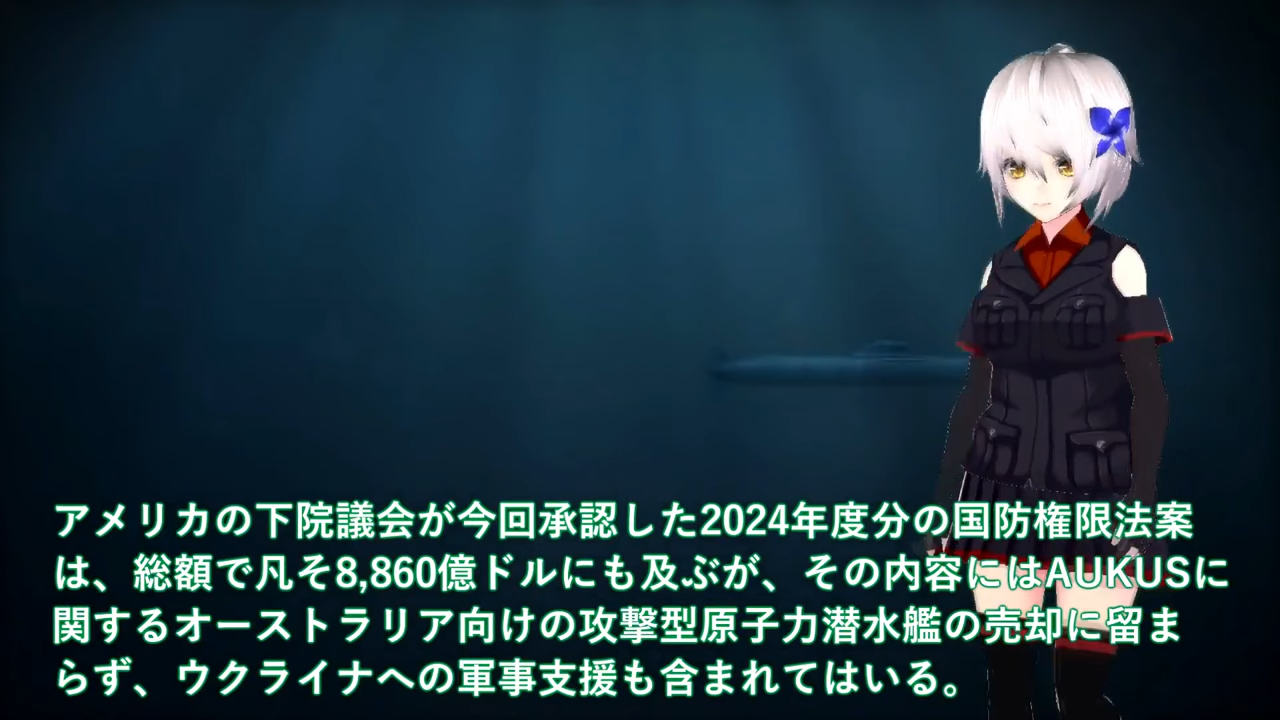 アメリカの下院議会が今回承認した2024年度分の国防権限法案
は、総額で凡そ8,860億ドルにも及ぶが、その内容にはAUKUSに
関するオーストラリア向けの攻撃型原子力潜水艦の売却に留ま
らず、ウクライナへの軍事支援も含まれてはいる。